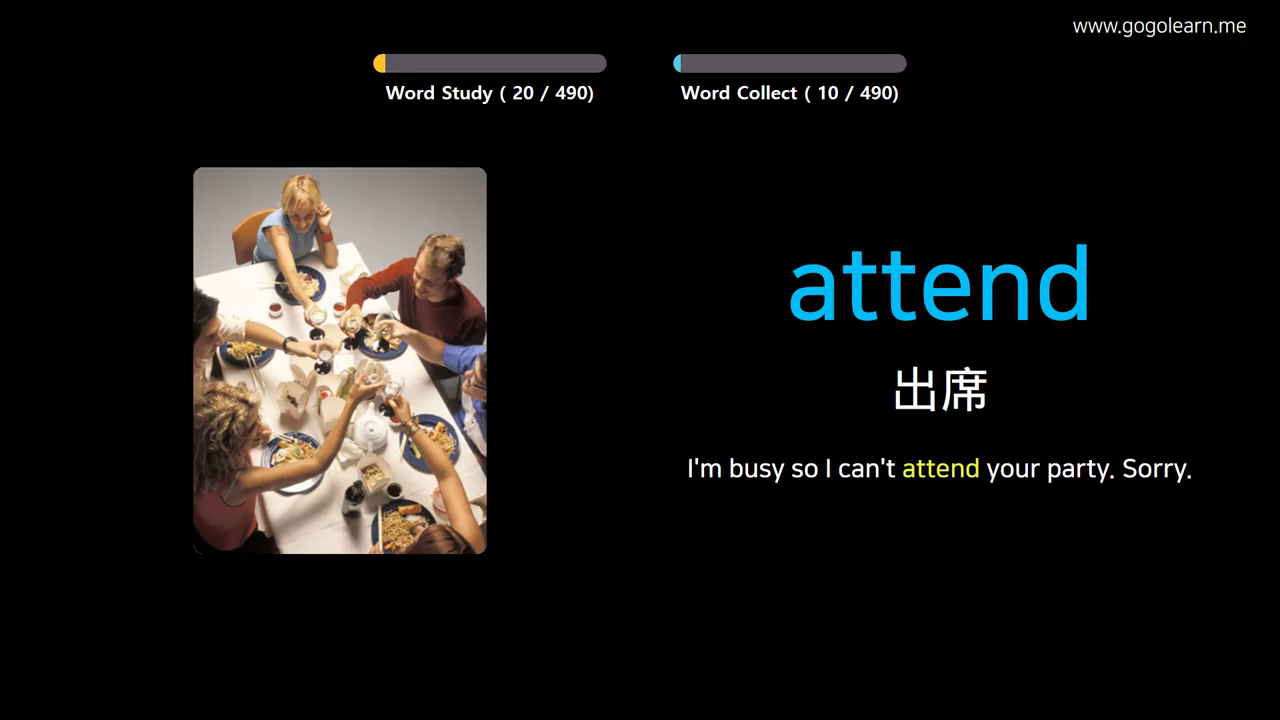 www.gogolearn.me
Word Study ( 20 / 490)
Word Collect ( 10 / 490)
attend
出席
I'm busy so I can't attend your party. Sorry.